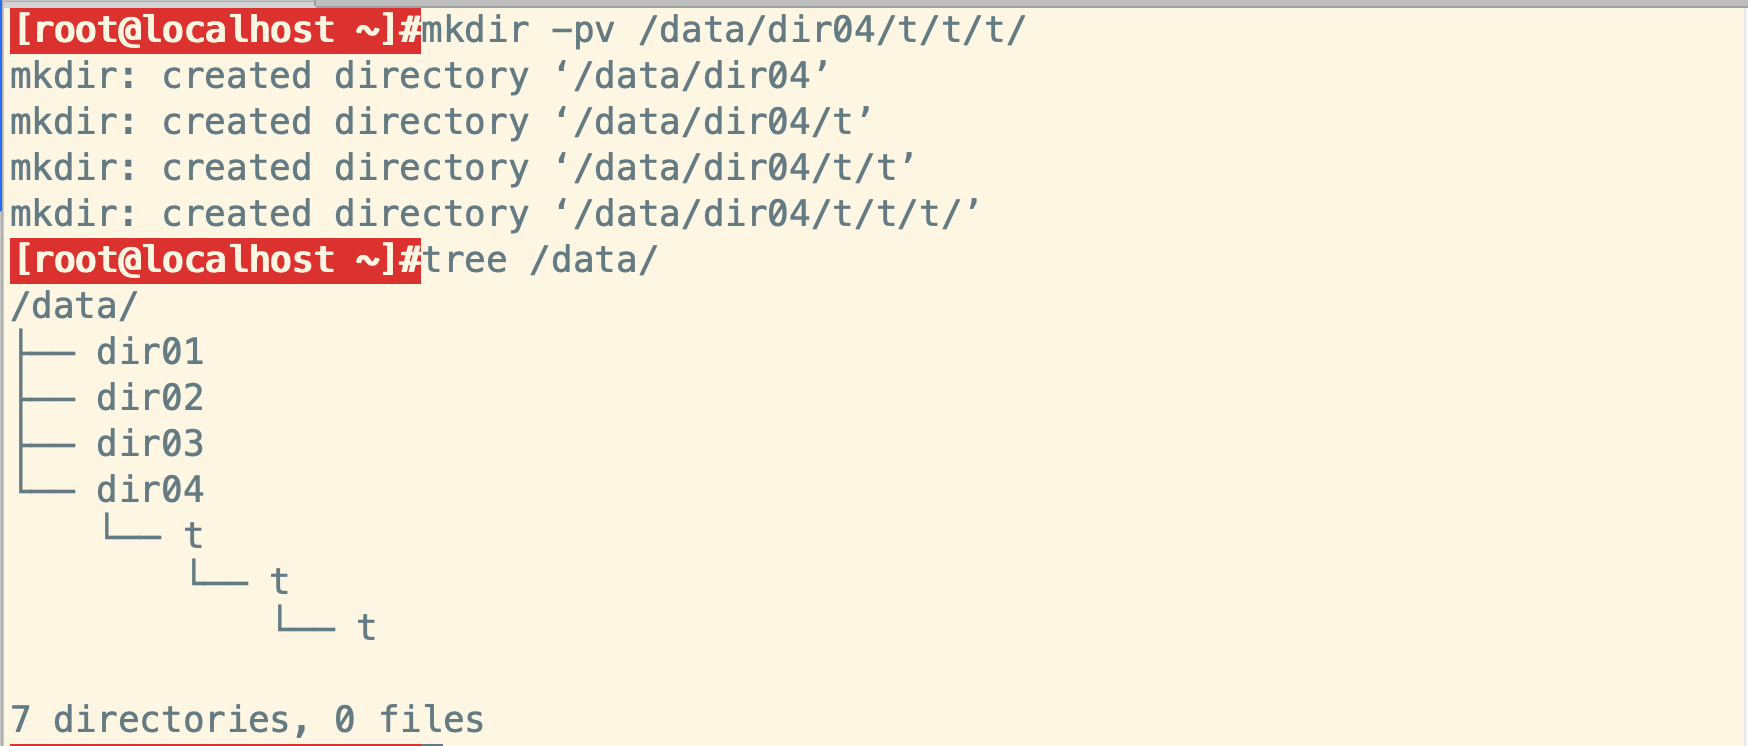 [root@localhost ~]#mkdir -pv /data/dir04/t/t/t/
mkdir: created directory ‘/data/dir04’
mkdir: created directory ‘/data/dir04/t’
mkdir: created directory ‘/data/dir04/t/t’
mkdir: created directory ‘/data/dir04/t/t/t/’
[root@localhost ~]#tree /data/
/data/
├── dir01
├── dir02
├── dir03
└── dir04
    └── t
        └── t
            └── t
7 directories, 0 files